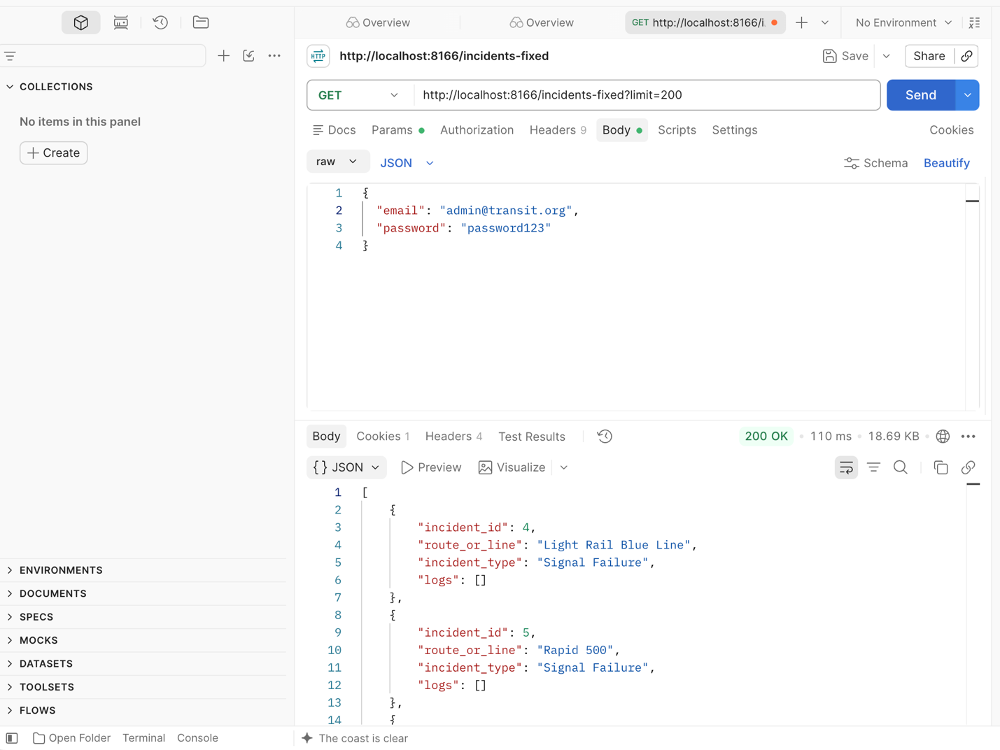 Overview
Overview
GET http://localhost:8166/i.
No Environment
HTTP
http://localhost:8166/incidents-fixed
Save
Share
COLLECTIONS
No items in this panel
Create
GET
http://localhost:8166/incidents-fixed?limit=200
Send
Docs
Params
Authorization
Headers 9
Body
Scripts
Settings
Cookies
raw
JSON
Schema
Beautify
1 {
2 "email": "admin@transit.org",
3 "password": "password123"
4 }
Body
Cookies 1
Headers 4
Test Results
200 OK
110 ms
18.69 KB
{} JSON
Preview
Visualize
1 [
2 {
3 "incident_id": 4,
4 "route_or_line": "Light Rail Blue Line",
5 "incident_type": "Signal Failure",
6 "logs": []
7 },
8 {
9 "incident_id": 5,
10 "route_or_line": "Rapid 500",
11 "incident_type": "Signal Failure",
12 "logs": []
13 },
14 {
ENVIRONMENTS
DOCUMENTS
SPECS
MOCKS
DATASETS
TOOLSETS
FLOWS
Open Folder
Terminal
Console
The coast is clear